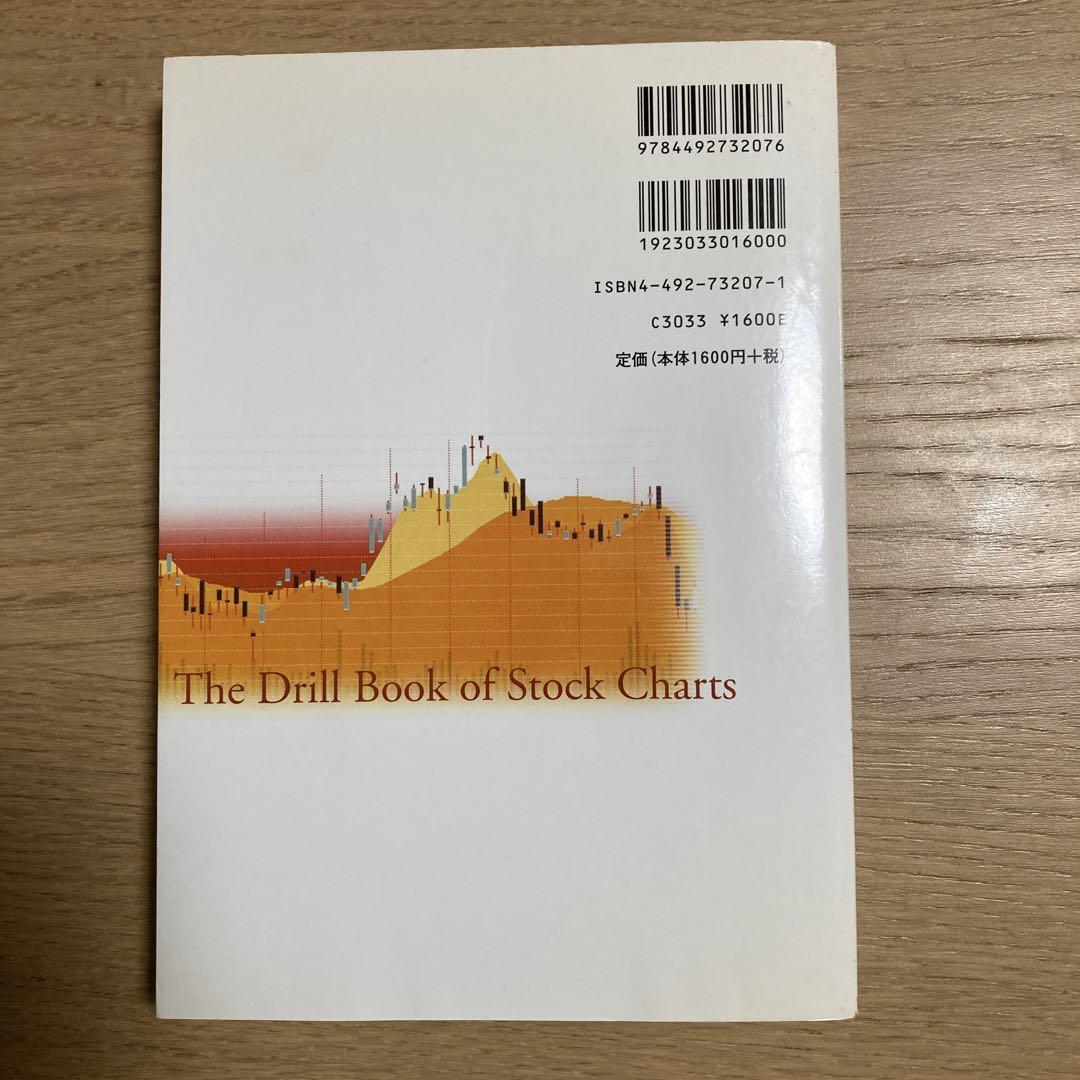 9784492732076
1923033016000
ISBN4-492-73207-1
C3033 ¥1600E
定価(本体1600円+税)
The Drill Book of Stock Charts